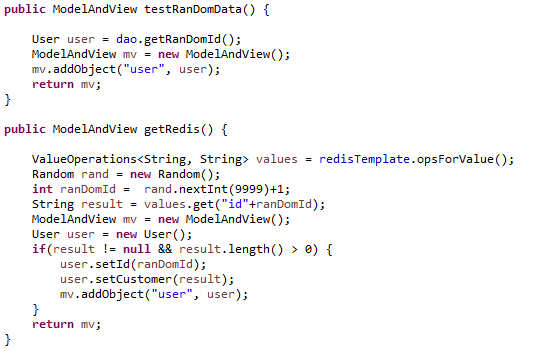 public ModelAndView testRanDomData() {
User user = dao.getRanDomId();
ModelAndView mv = new ModelAndView();
mv.addObject("user", user);
return mv;
}
public ModelAndView getRedis() {
ValueOperations<String, String> values = redisTemplate.opsForValue();
Random rand = new Random();
int ranDomId =  rand.nextInt(9999)+1;
String result = values.get("id"+ranDomId);
ModelAndView mv = new ModelAndView();
User user = new User();
if(result != null && result.length() > 0) {
user.setId(ranDomId);
user.setCustomer(result);
mv.addObject("user", user);
}
return mv;
}